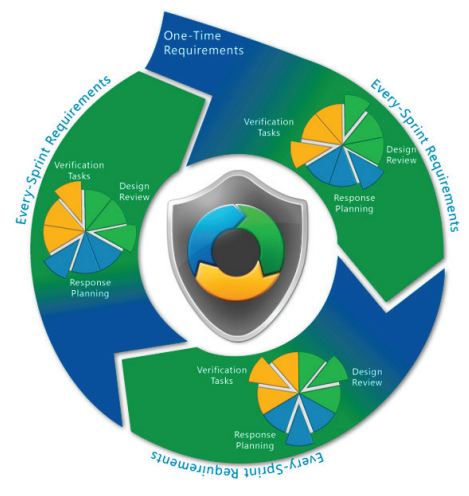 One-Time
Requirements
Every-Sprint Requirements
Verification
Tasks
Design
Review
Response
Planning
Every-Sprint Requirements
Verification
Tasks
Design
Review
Response
Planning
Verification
Tasks
Design
Review
Response
Planning
Every-Sprint Requirements